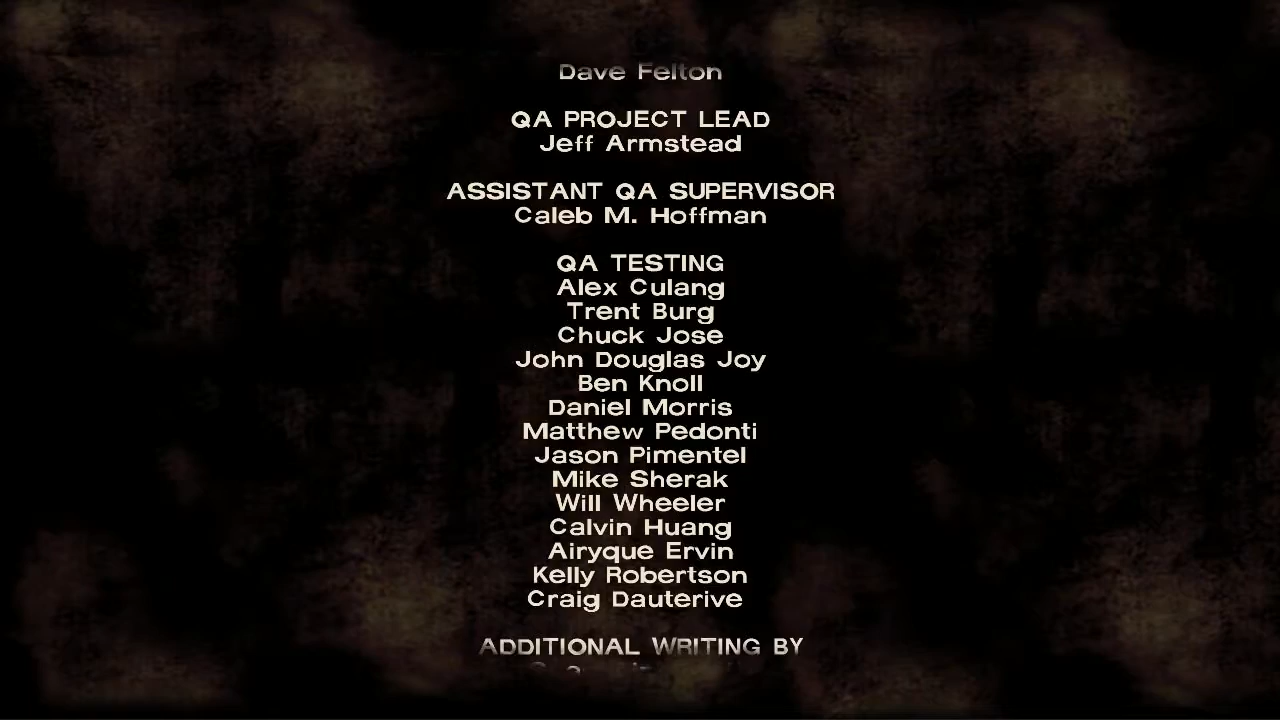 Dave Felton
QA PROJECT LEAD
Jeff Armstead
ASSISTANT QA SUPERVISOR
Caleb M. Hoffman
QA TESTING
Alex Culang
Trent Burg
Chuck Jose
John Douglas Joy
Ben Knoll
Daniel Morris
Matthew Pedonti
Jason Pimentel
Mike Sherak
Will Wheeler
Calvin Huang
Airyque Ervin
Kelly Robertson
Craig Dauterive
ADDITIONAL WRITING BY